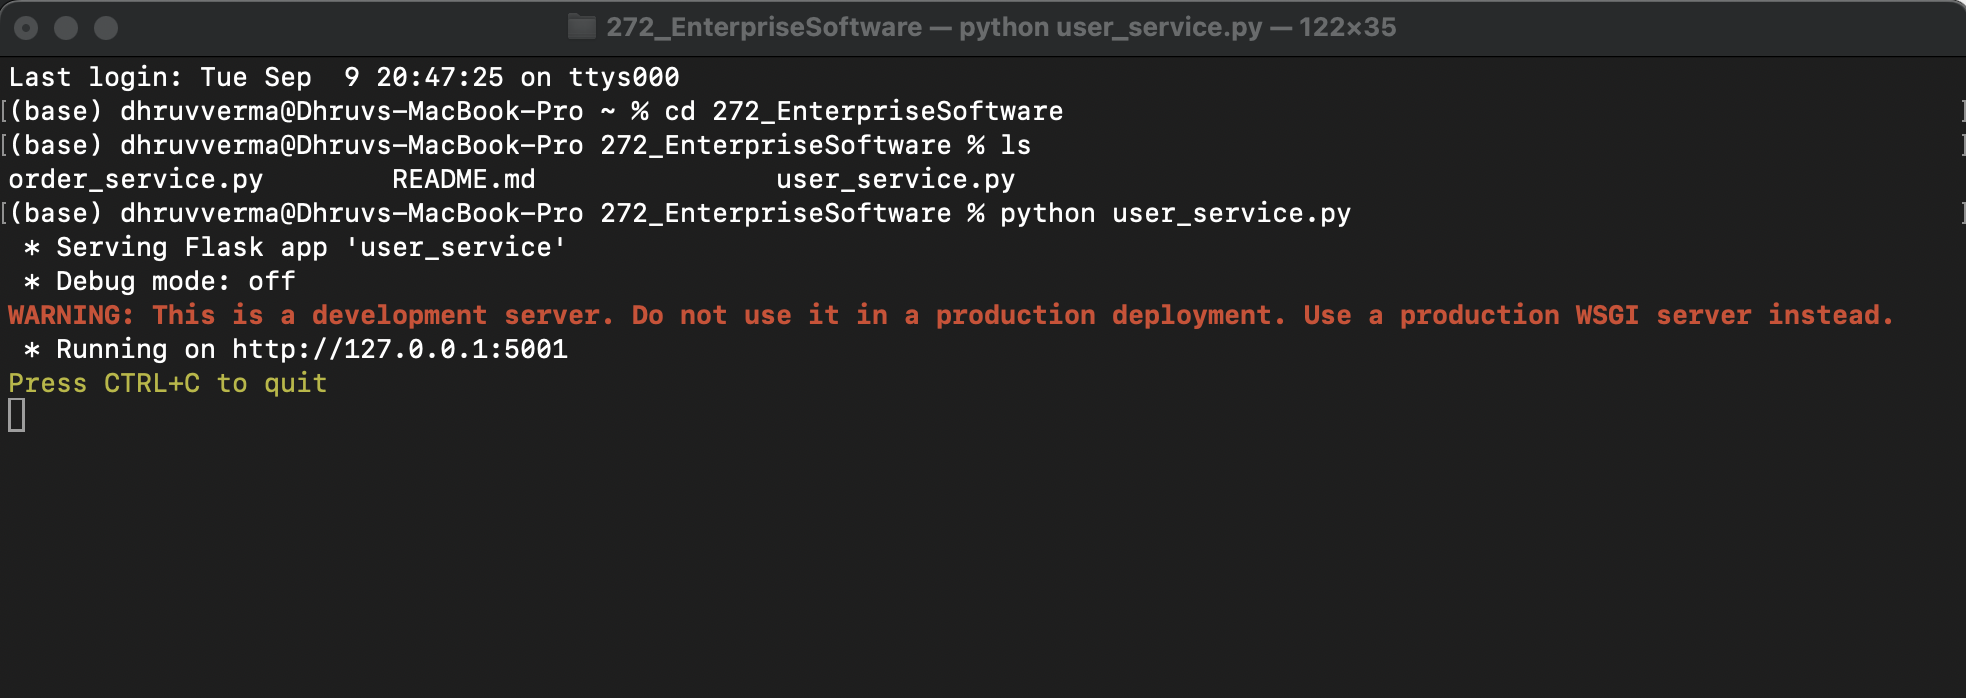 272_EnterpriseSoftware — python user_service.py — 122×35
Last login: Tue Sep  9 20:47:25 on ttys000
[(base) dhruvverma@Dhruvs-MacBook-Pro ~ % cd 272_EnterpriseSoftware ]
[(base) dhruvverma@Dhruvs-MacBook-Pro 272_EnterpriseSoftware % ls ]
order_service.py        README.md               user_service.py
[(base) dhruvverma@Dhruvs-MacBook-Pro 272_EnterpriseSoftware % python user_service.py ]
 * Serving Flask app 'user_service'
 * Debug mode: off
WARNING: This is a development server. Do not use it in a production deployment. Use a production WSGI server instead.
 * Running on http://127.0.0.1:5001
Press CTRL+C to quit